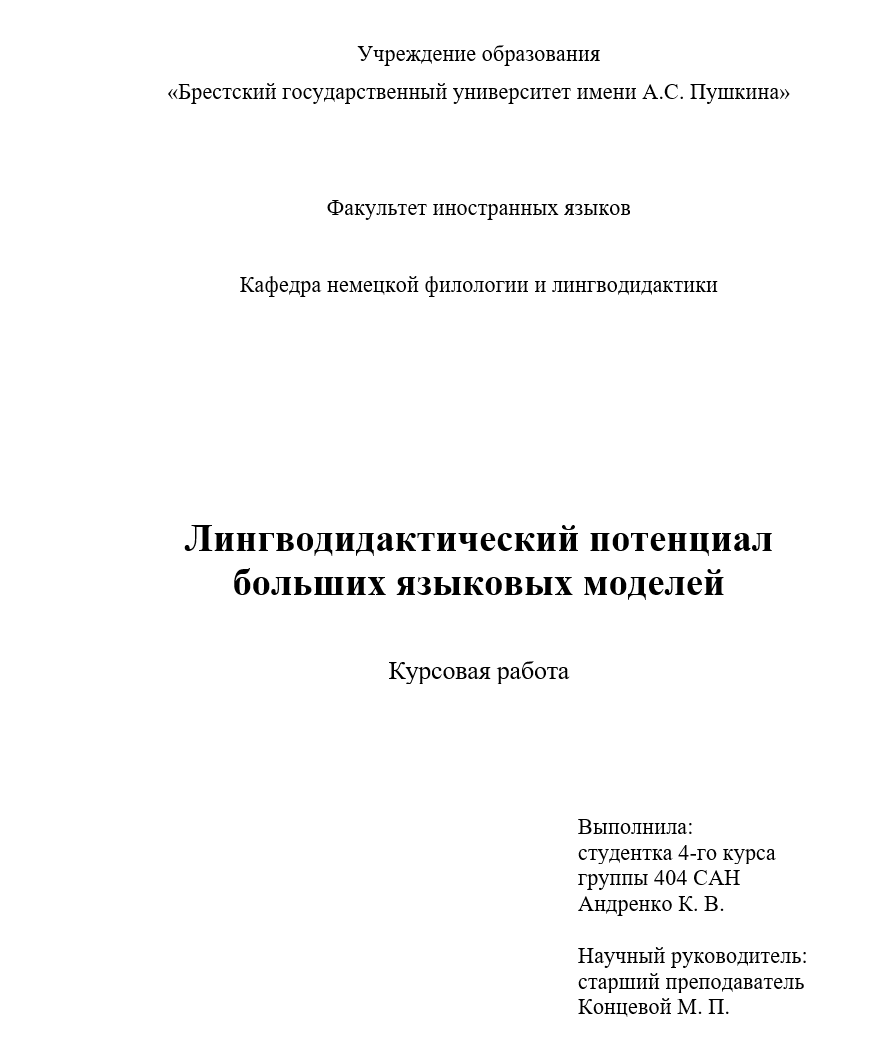 Учреждение образования
«Брестский государственный университет имени А.С. Пушкина»
Факультет иностранных языков
Кафедра немецкой филологии и лингводидактики
Лингводидактический потенциал
больших языковых моделей
Курсовая работа
Выполнила:
студентка 4-го курса
группы 404 САН
Андренко К. В.
Научный руководитель:
старший преподаватель
Концевой М. П.